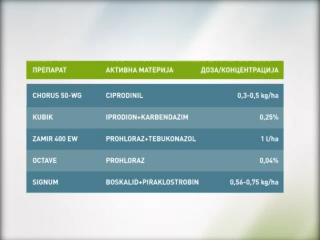 ПРЕПАРАТ АКТИВНА МАТЕРИЈА ДОЗА/КОНЦЕНТРАЦИЈА
CHORUS 50-WG CIPRODINIL 0,3-0,5 kg/ha
KUBIK IPRODION+KARBENDAZIM 0,25%
ZAMIR 400 EW PROHLORAZ+TEBUKONAZOL 1 l/ha
OCTAVE PROHLORAZ 0,04%
SIGNUM BOSKALID+PIRAKLOSTROBIN 0,56-0,75 kg/ha